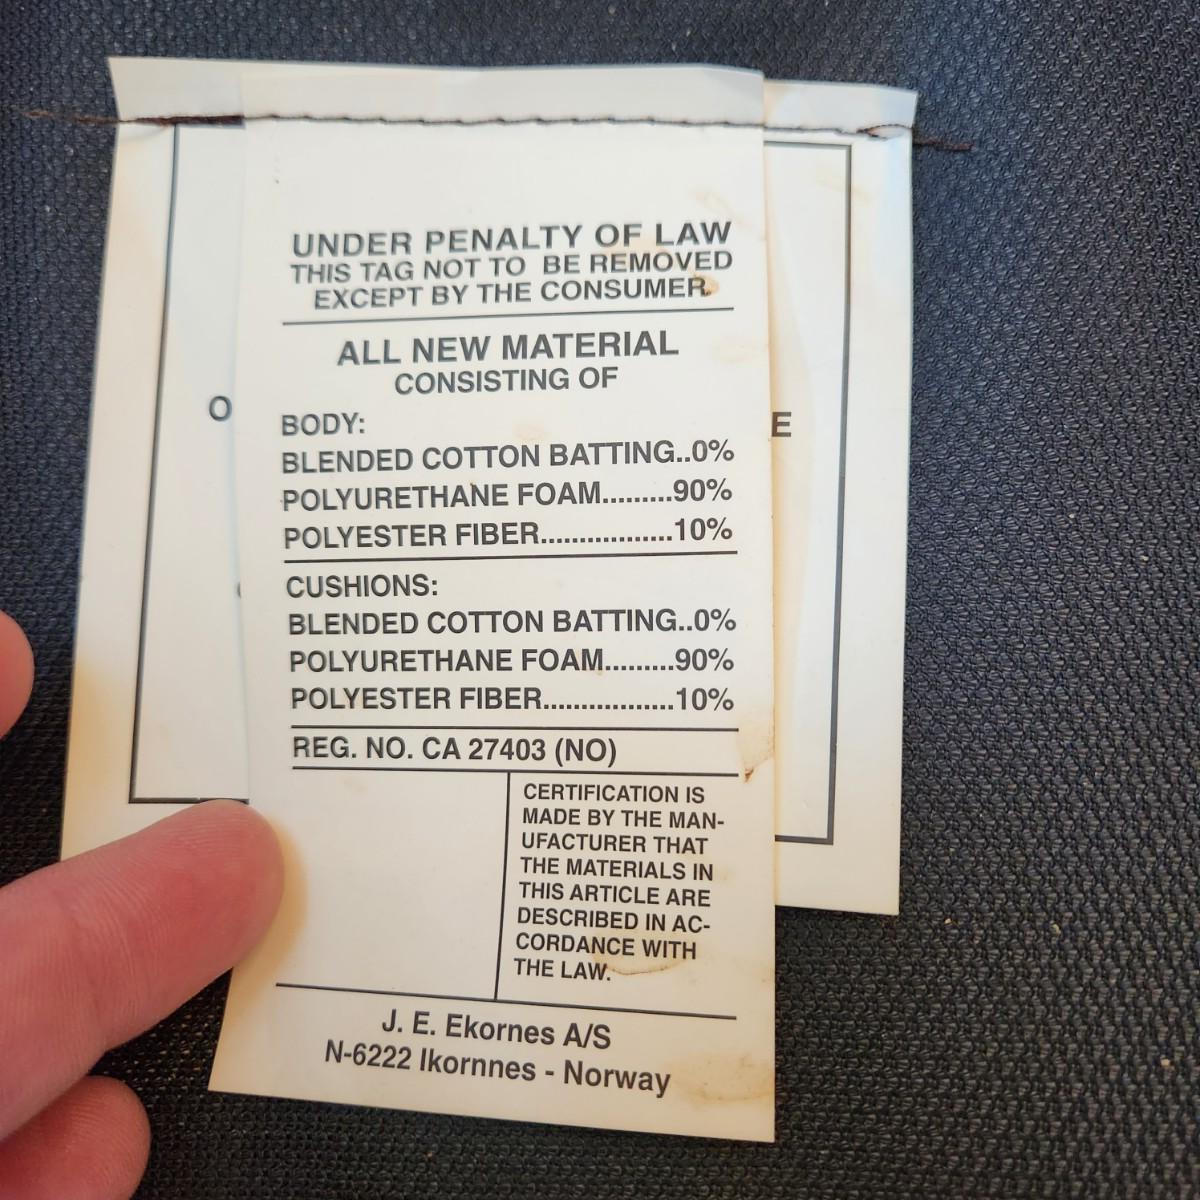 UNDER PENALTY OF LAW
THIS TAG NOT TO BE REMOVED
EXCEPT BY THE CONSUMER
ALL NEW MATERIAL
CONSISTING OF
BODY:
BLENDED COTTON BATTING..0%
POLYURETHANE FOAM.........90%
POLYESTER FIBER.................10%
CUSHIONS:
BLENDED COTTON BATTING..0%
POLYURETHANE FOAM.........90%
POLYESTER FIBER.................10%
REG. NO. CA 27403 (NO)
CERTIFICATION IS
MADE BY THE MAN-
UFACTURER THAT
THE MATERIALS IN
THIS ARTICLE ARE
DESCRIBED IN AC-
CORDANCE WITH
THE LAW.
J. E. Ekornes A/S
N-6222 Ikornnes - Norway
O
E